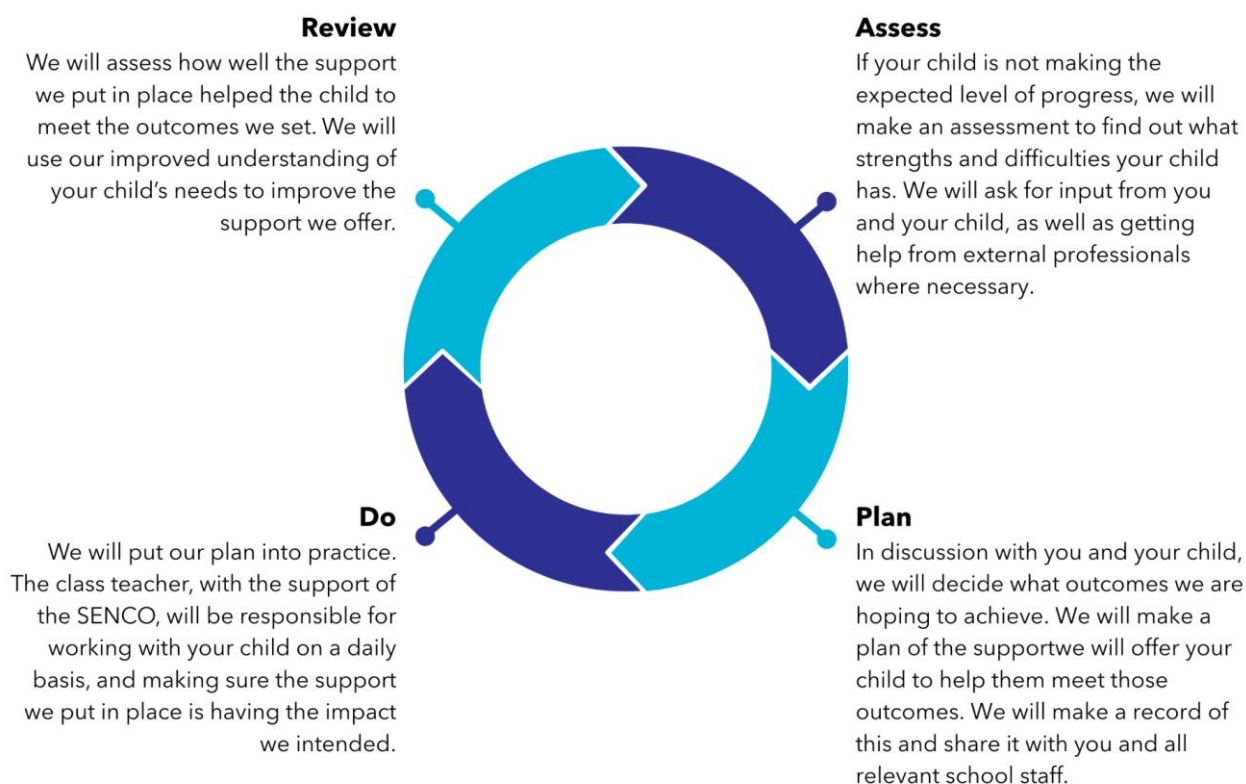 Review
We will assess how well the support
we put in place helped the child to
meet the outcomes we set. We will
use our improved understanding of
your child's needs to improve the
support we offer.
Assess
If your child is not making the
expected level of progress, we will
make an assessment to find out what
strengths and difficulties your child
has. We will ask for input from you
and your child, as well as getting
help from external professionals
where necessary.
Do
We will put our plan into practice.
The class teacher, with the support of
the SENCO, will be responsible for
working with your child on a daily
basis, and making sure the support
we put in place is having the impact
we intended.
Plan
In discussion with you and your child,
we will decide what outcomes we are
hoping to achieve. We will make a
plan of the supportwe will offer your
child to help them meet those
outcomes. We will make a record of
this and share it with you and all
relevant school staff.